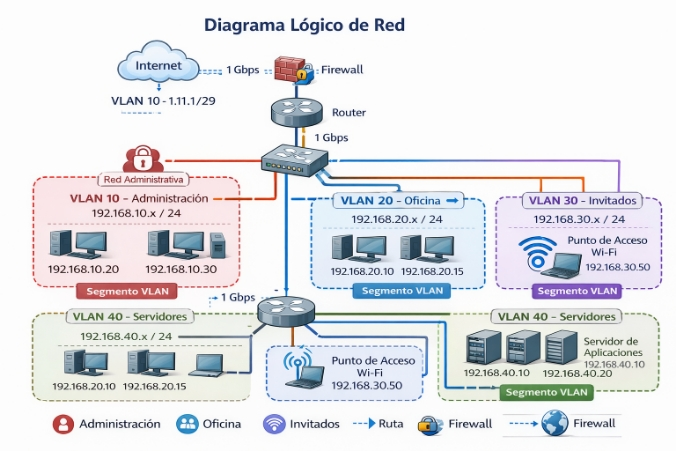 Diagrama Lógico de Red
Internet
1 Gbps
Firewall
VLAN 10 - 1.11.1/29
Router
1 Gbps
Red Administrativa
VLAN 10 - Administración
192.168.10.x / 24
192.168.10.20
192.168.10.30
Segmento VLAN
VLAN 20 - Oficina
192.168.20.x / 24
192.168.20.10
192.168.20.15
Segmento VLAN
VLAN 30 - Invitados
192.168.30.x / 24
Punto de Acceso
Wi-Fi
192.168.30.50
Segmento VLAN
1 Gbps
VLAN 40 - Servidores
192.168.40.x / 24
192.168.20.10
192.168.20.15
Punto de Acceso
Wi-Fi
192.168.30.50
VLAN 40 - Servidores
Servidor de
Aplicaciones
192.168.40.10
192.168.40.10
192.168.40.20
Segmento VLAN
Administración
Oficina
Invitados
Ruta
Firewall
Firewall